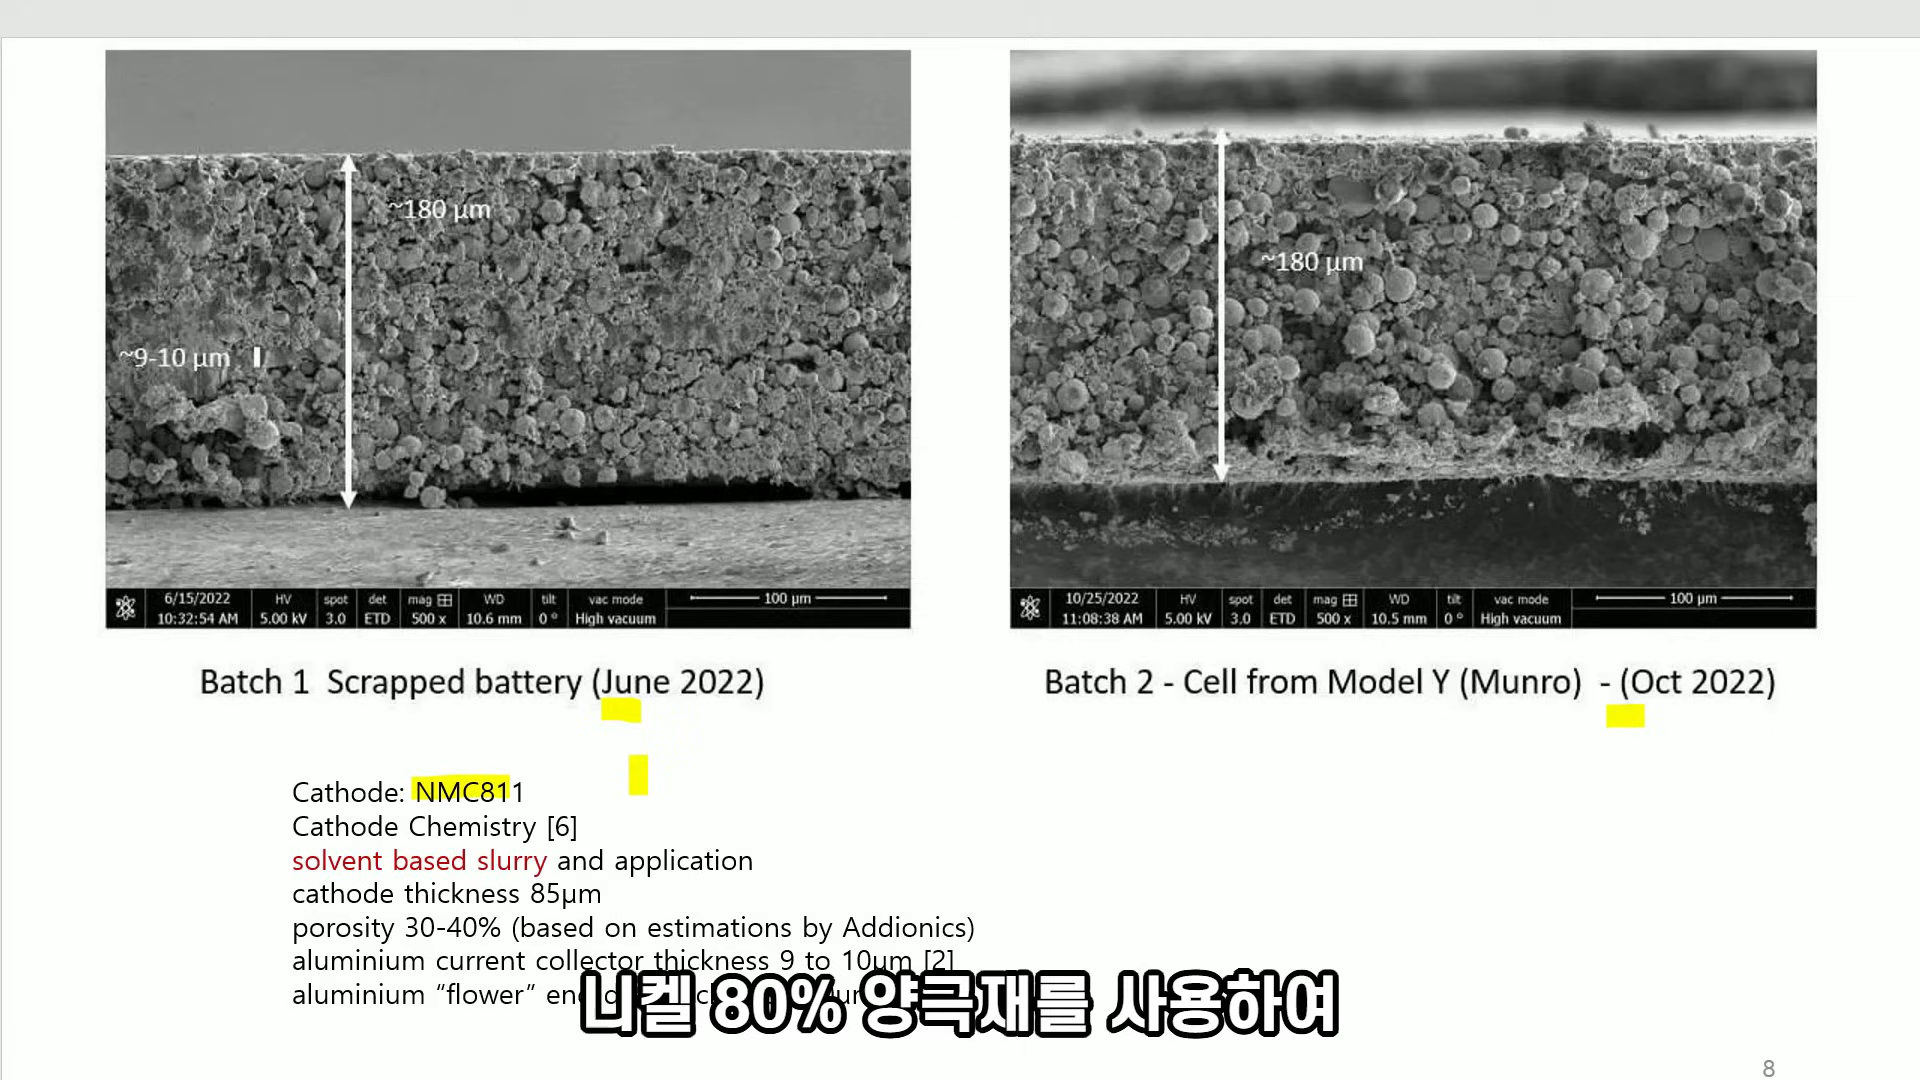 ~180 µm
~9-10 µm
6/15/2022 HV spot det mag WD tilt vac mode 100 µm
10:32:54 AM 5.00 kV 3.0 ETD 500 x 10.6 mm 0 ° High vacuum
~180 µm
10/25/2022 HV spot det mag WD tilt vac mode 100 µm
11:08:38 AM 5.00 kV 3.0 ETD 500 x 10.5 mm 0 ° High vacuum
Batch 1 Scrapped battery (June 2022)
Batch 2 - Cell from Model Y (Munro) - (Oct 2022)
Cathode: NMC811
Cathode Chemistry [6]
solvent based slurry and application
cathode thickness 85µm
porosity 30-40% (based on estimations by Addionics)
aluminium current collector thickness 9 to 10µm [2]
aluminium “flower”
니켈 80% 양극재를 사용하여
8